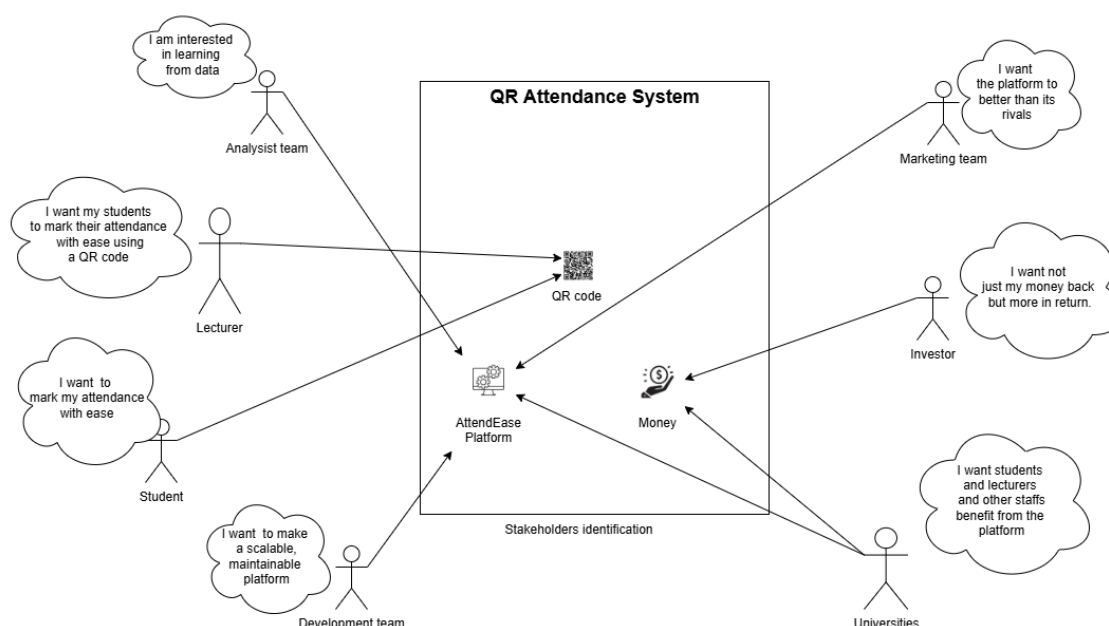 I am interested
in learning
from data
Analysist team
QR Attendance System
I want
the platform to
better than its
rivals
Marketing team
I want my students
to mark their attendance
with ease using
a QR code
Lecturer
QR code
I want not
just my money back
but more in return.
Investor
I want to
mark my attendance
with ease
Student
AttendEase
Platform
Money
I want students
and lecturers
and other staffs
benefit from the
platform
Universities
Stakeholders identification
I want to make
a scalable,
maintainable
platform
Development team